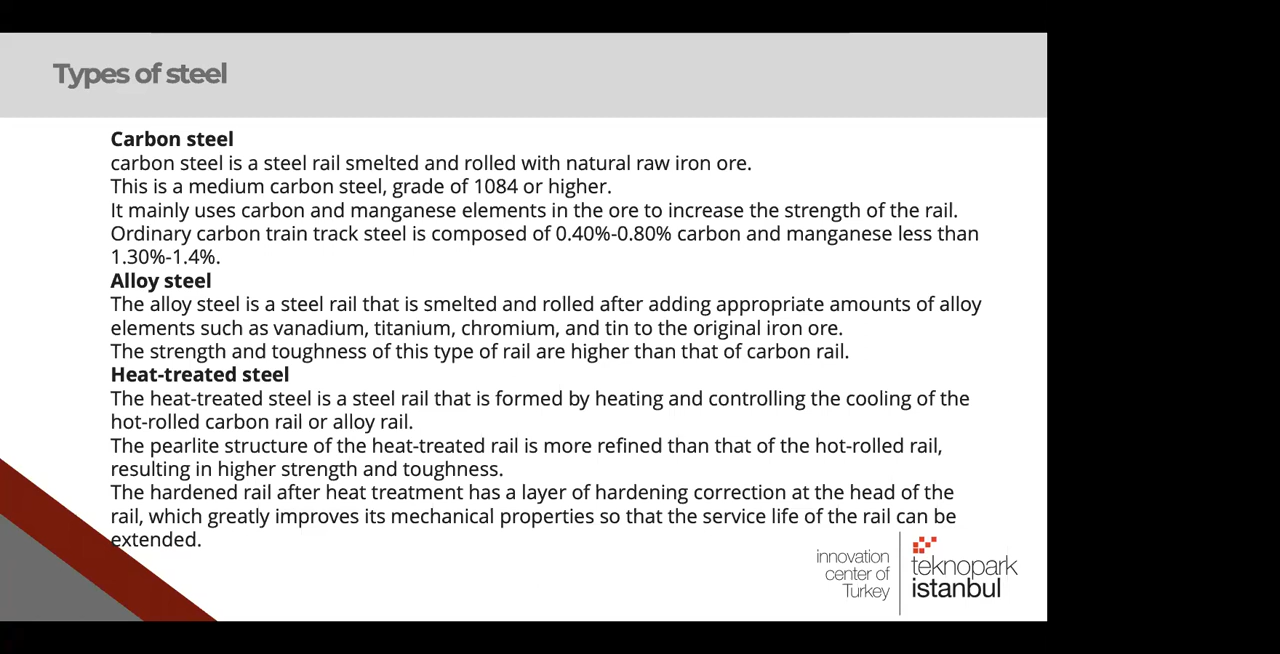 Types of steel
Carbon steel
carbon steel is a steel rail smelted and rolled with natural raw iron ore.
This is a medium carbon steel, grade of 1084 or higher.
It mainly uses carbon and manganese elements in the ore to increase the strength of the rail.
Ordinary carbon train track steel is composed of 0.40%-0.80% carbon and manganese less than
1.30%-1.4%.
Alloy steel
The alloy steel is a steel rail that is smelted and rolled after adding appropriate amounts of alloy
elements such as vanadium, titanium, chromium, and tin to the original iron ore.
The strength and toughness of this type of rail are higher than that of carbon rail.
Heat-treated steel
The heat-treated steel is a steel rail that is formed by heating and controlling the cooling of the
hot-rolled carbon rail or alloy rail.
The pearlite structure of the heat-treated rail is more refined than that of the hot-rolled rail,
resulting in higher strength and toughness.
The hardened rail after heat treatment has a layer of hardening correction at the head of the
rail, which greatly improves its mechanical properties so that the service life of the rail can be
extended.
innovation
center of
Turkey
teknopark
istanbul